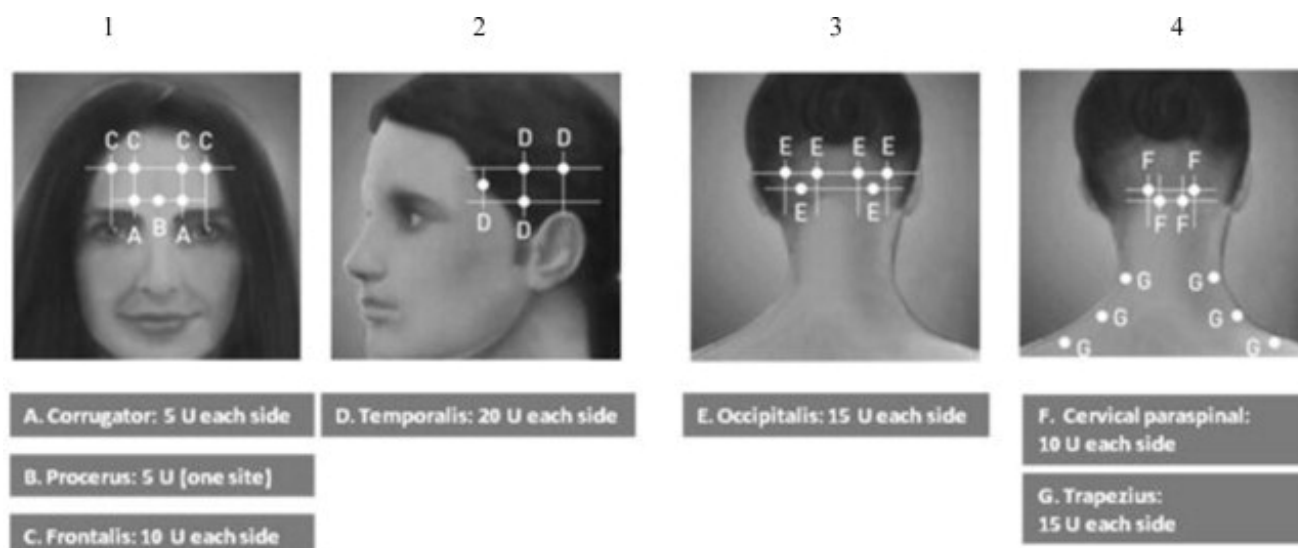 1 2 3 4
C C C C
A B A
D D
D D
E E E E
E E
F F
F F
G G
G G
G G
A. Corrugator: 5 U each side
B. Procerus: 5 U (one site)
C. Frontalis: 10 U each side
D. Temporalis: 20 U each side
E. Occipitalis: 15 U each side
F. Cervical paraspinal:
10 U each side
G. Trapezius:
15 U each side